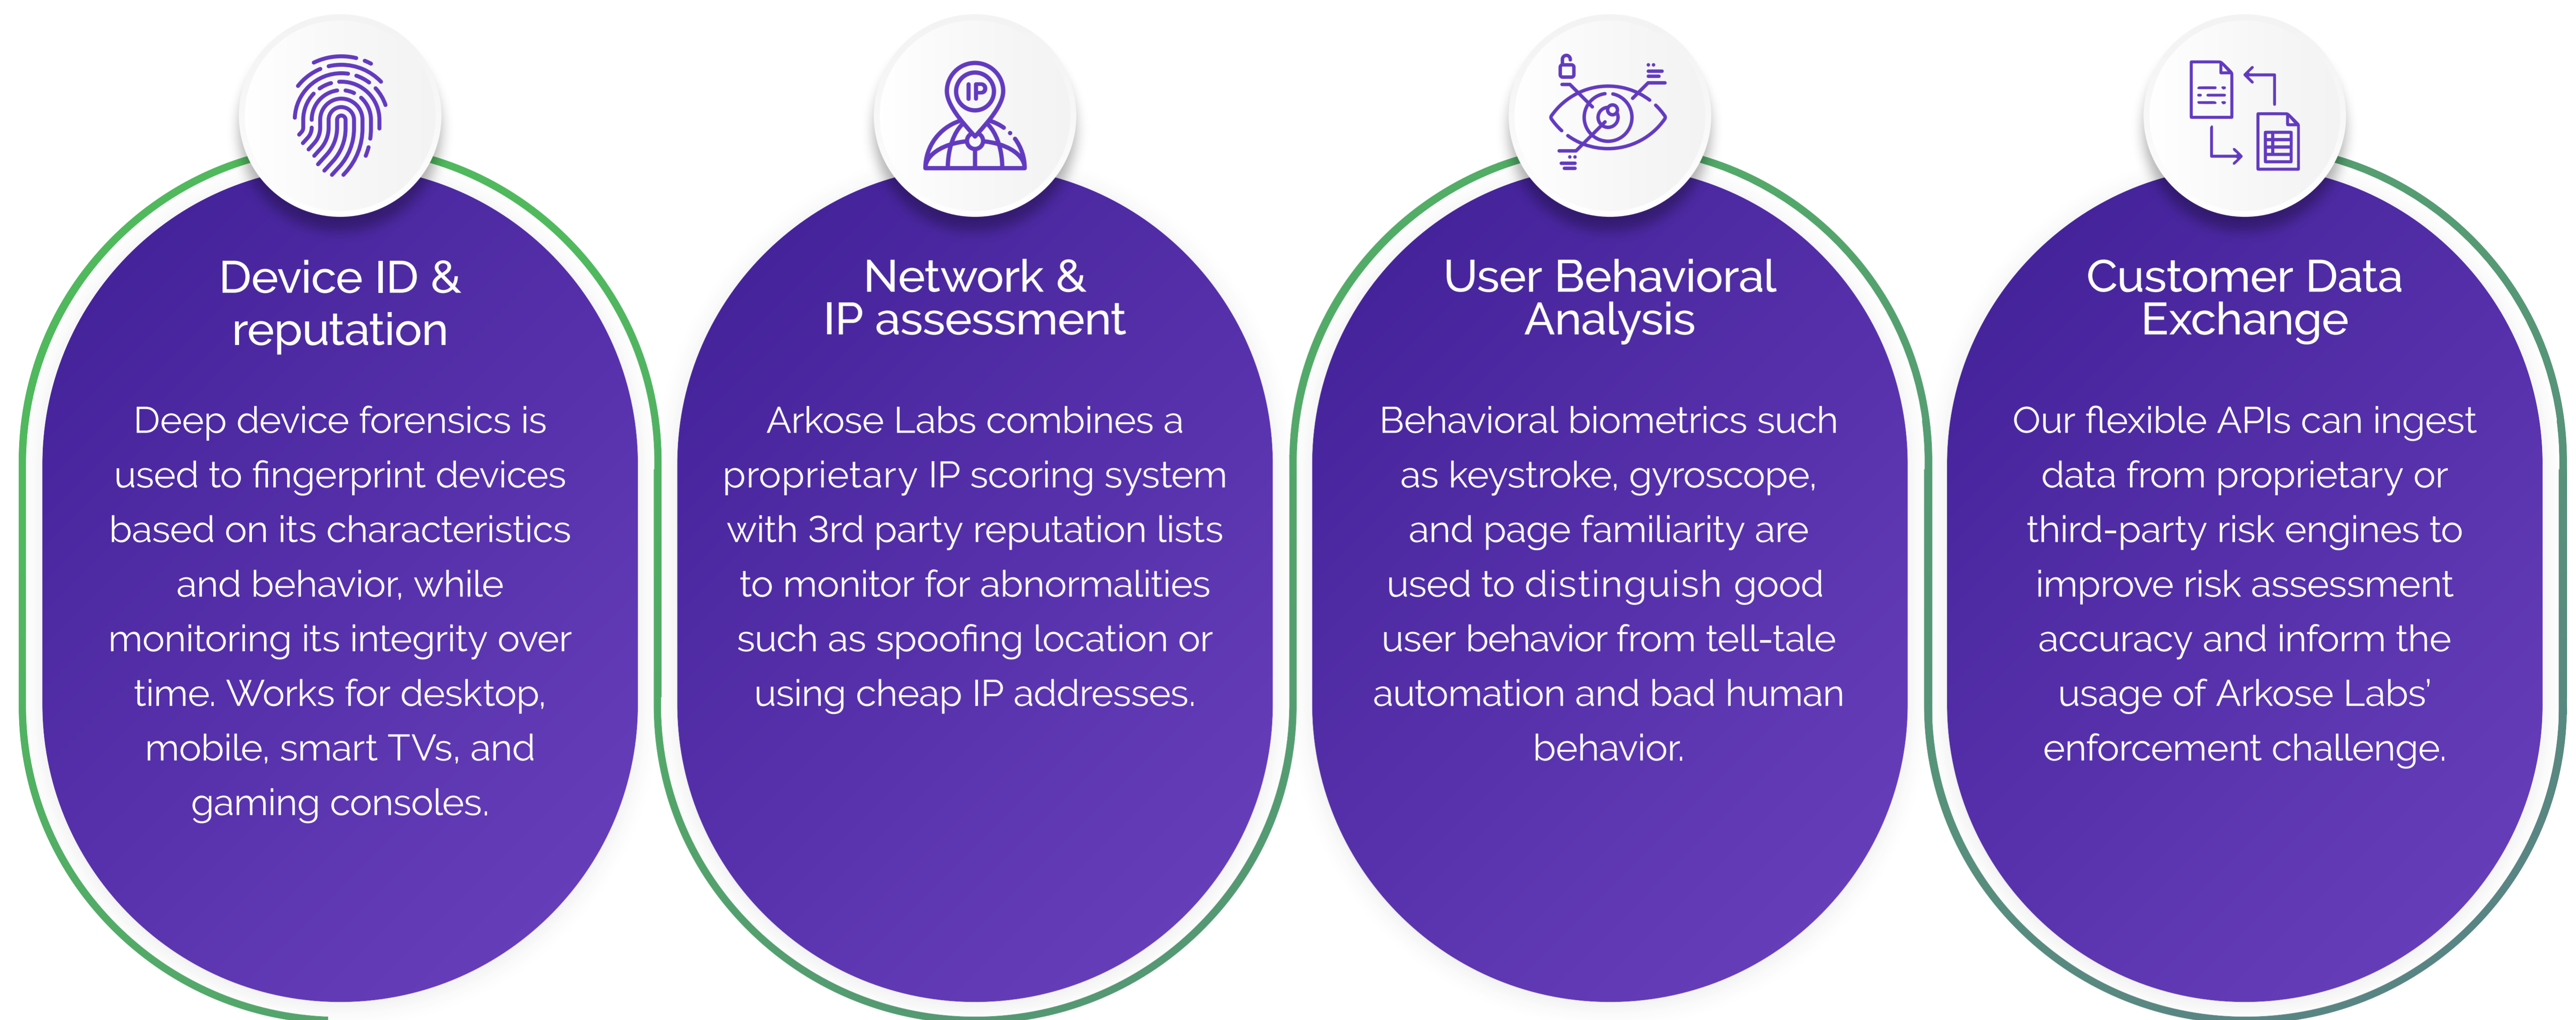 IP
Device ID &
reputation
Deep device forensics is
used to fingerprint devices
based on its characteristics
and behavior, while
monitoring its integrity over
time. Works for desktop,
mobile, smart TVs, and
gaming consoles.
Network &
IP assessment
Arkose Labs combines a
proprietary IP scoring system
with 3rd party reputation lists
to monitor for abnormalities
such as spoofing location or
using cheap IP addresses.
User Behavioral
Analysis
Behavioral biometrics such
as keystroke, gyroscope,
and page familiarity are
used to distinguish good
user behavior from tell-tale
automation and bad human
behavior.
Customer Data
Exchange
Our flexible APIs can ingest
data from proprietary or
third-party risk engines to
improve risk assessment
accuracy and inform the
usage of Arkose Labs’
enforcement challenge.